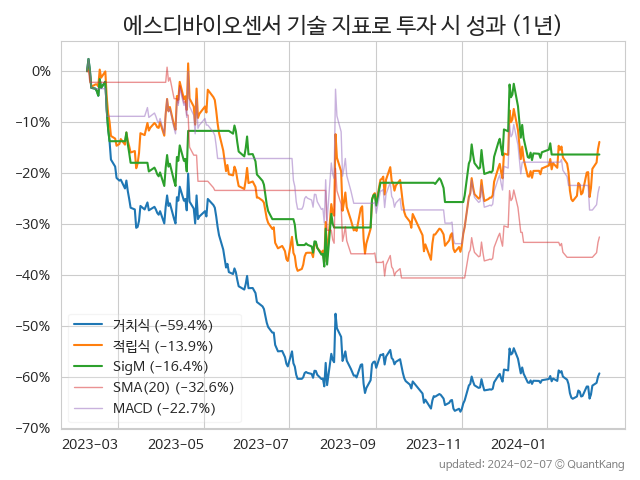 에스디바이오센서 기술 지표로 투자 시 성과 (1년)
0%
−10%
−20%
−30%
−40%
−50%
−60%
−70%
거치식 (−59.4%)
적립식 (−13.9%)
SigM (−16.4%)
SMA(20) (−32.6%)
MACD (−22.7%)
2023−03 2023−05 2023−07 2023−09 2023−11 2024−01
updated: 2024−02−07 © QuantKang